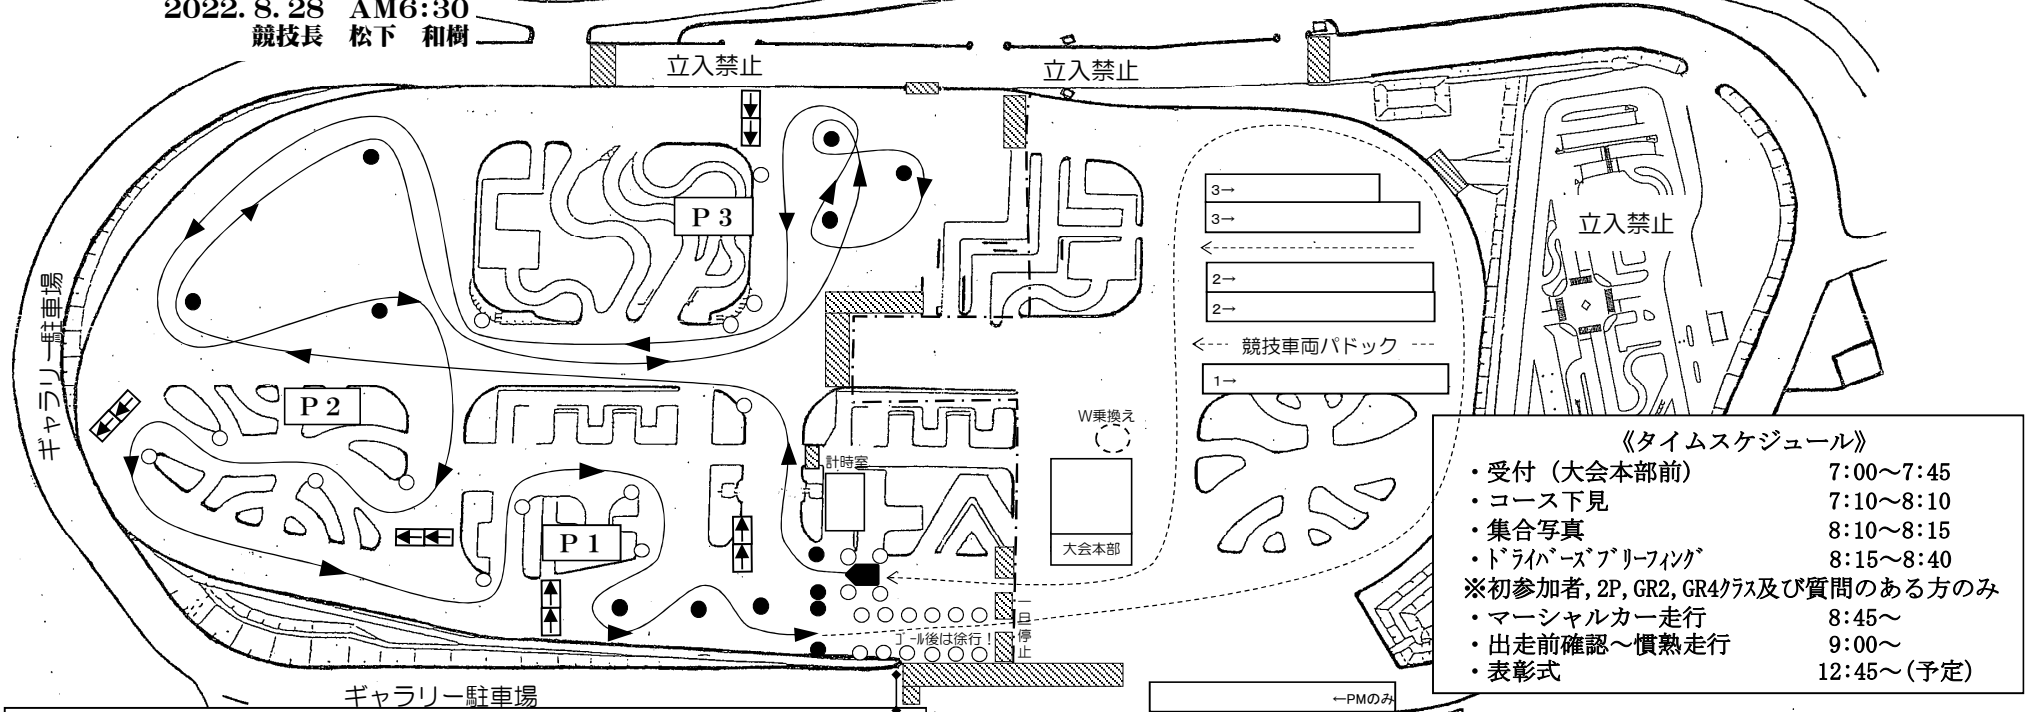 2022.8.28 AM6:30
競技長 松下 和樹
立入禁止
立入禁止
3→
P3
3→
立入禁止
2→
ギャラリー駐車場
2→
競技車両パドック
1→
P2
W乗換え
計時室
P1
大会本部
一旦停止
ｺﾞｰﾙ後は徐行！
ギャラリー駐車場
←PMのみ
《タイムスケジュール》
・受付（大会本部前） 7:00～7:45
・コース下見 7:10～8:10
・集合写真 8:10～8:15
・ﾄﾞﾗｲﾊﾞｰｽﾞﾌﾞﾘｰﾌｨﾝｸﾞ 8:15～8:40
※初参加者,2P,GR2,GR4ｸﾗｽ及び質問のある方のみ
・マーシャルカー走行 8:45～
・出走前確認～慣熟走行 9:00～
・表彰式 12:45～(予定)